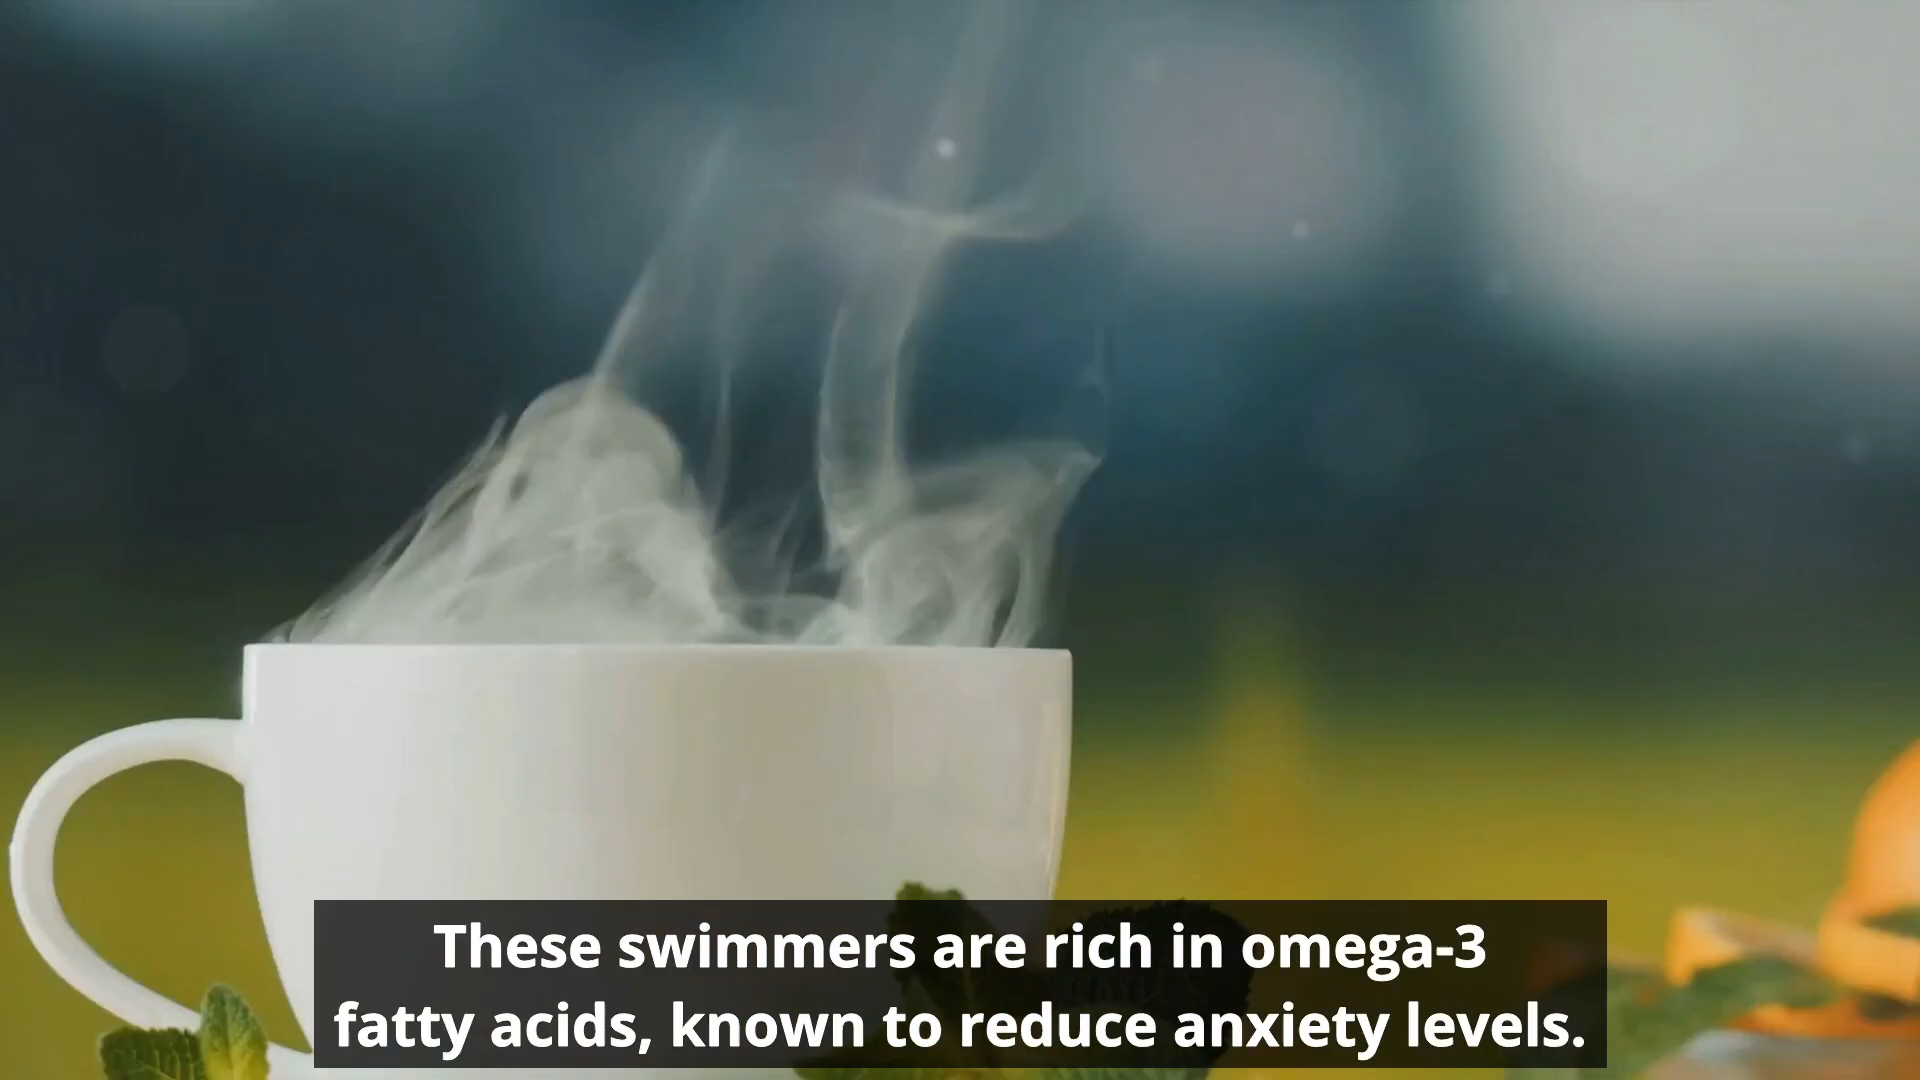 These swimmers are rich in omega-3
fatty acids, known to reduce anxiety levels.